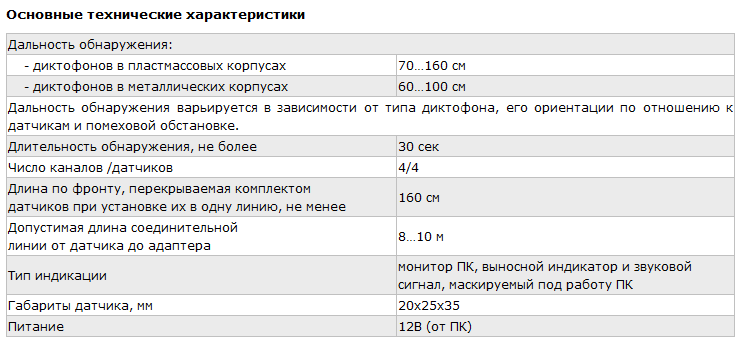 Основные технические характеристики
Дальность обнаружения:
- диктофонов в пластмассовых корпусах 70...160 см
- диктофонов в металлических корпусах 60...100 см
Дальность обнаружения варьируется в зависимости от типа диктофона, его ориентации по отношению к
датчикам и помеховой обстановке.
Длительность обнаружения, не более 30 сек
Число каналов /датчиков 4/4
Длина по фронту, перекрываемая комплектом
датчиков при установке их в одну линию, не менее 160 см
Допустимая длина соединительной
линии от датчика до адаптера 8...10 м
Тип индикации монитор ПК, выносной индикатор и звуковой
сигнал, маскируемый под работу ПК
Габариты датчика, мм 20х25х35
Питание 12В (от ПК)